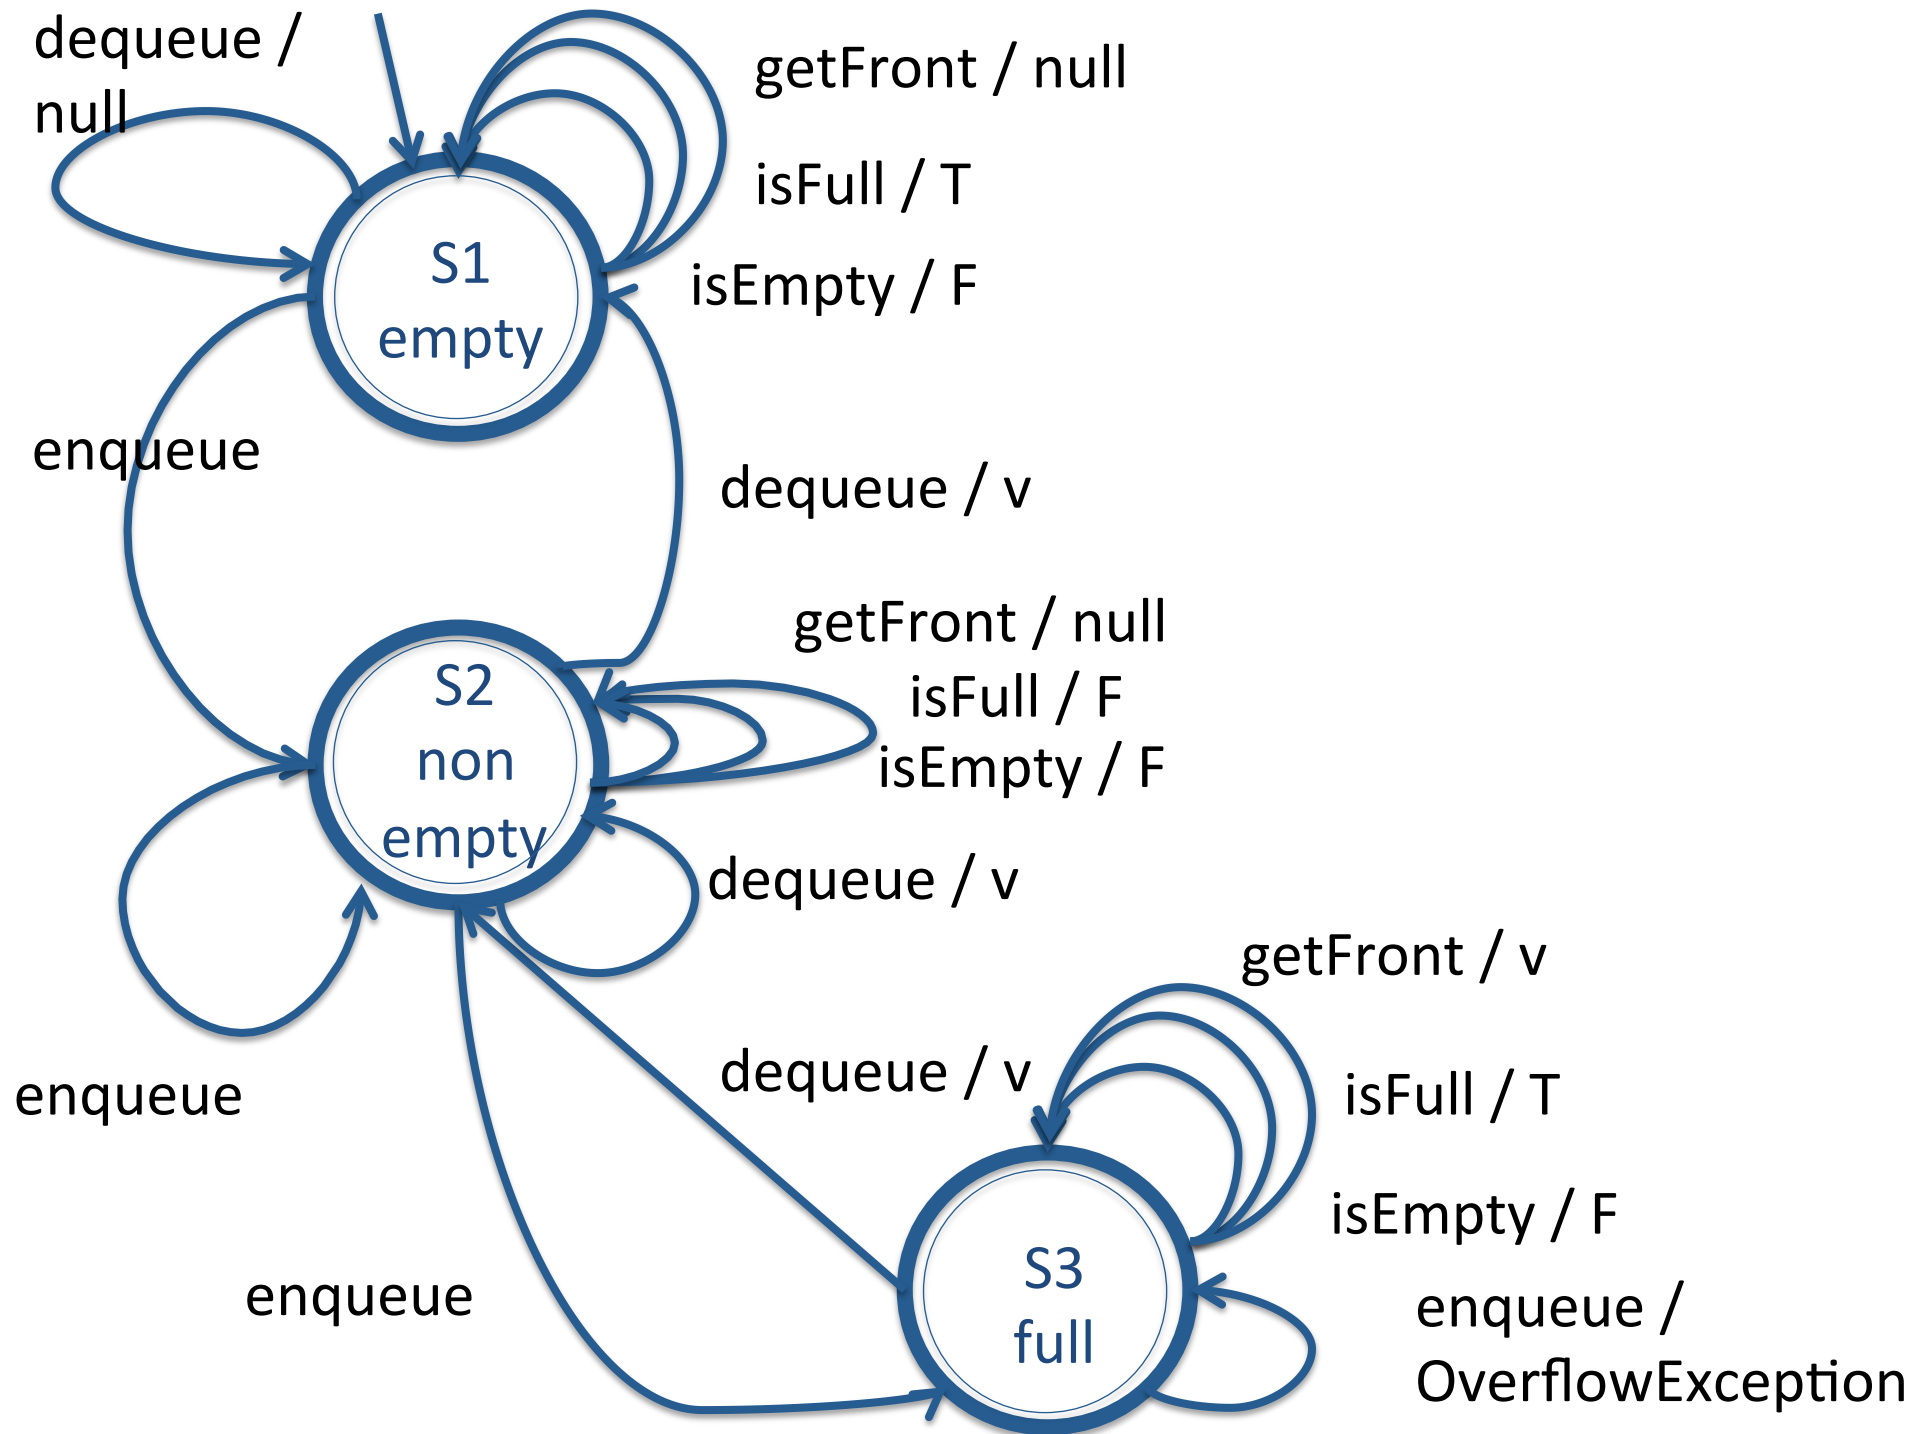 dequeue /
null
getFront / null
isFull / T
isEmpty / F
S1
empty
enqueue
dequeue / v
getFront / null
isFull / F
isEmpty / F
S2
non
empty
dequeue / v
enqueue
getFront / v
dequeue / v
isFull / T
isEmpty / F
S3
full
enqueue
enqueue /
OverflowException